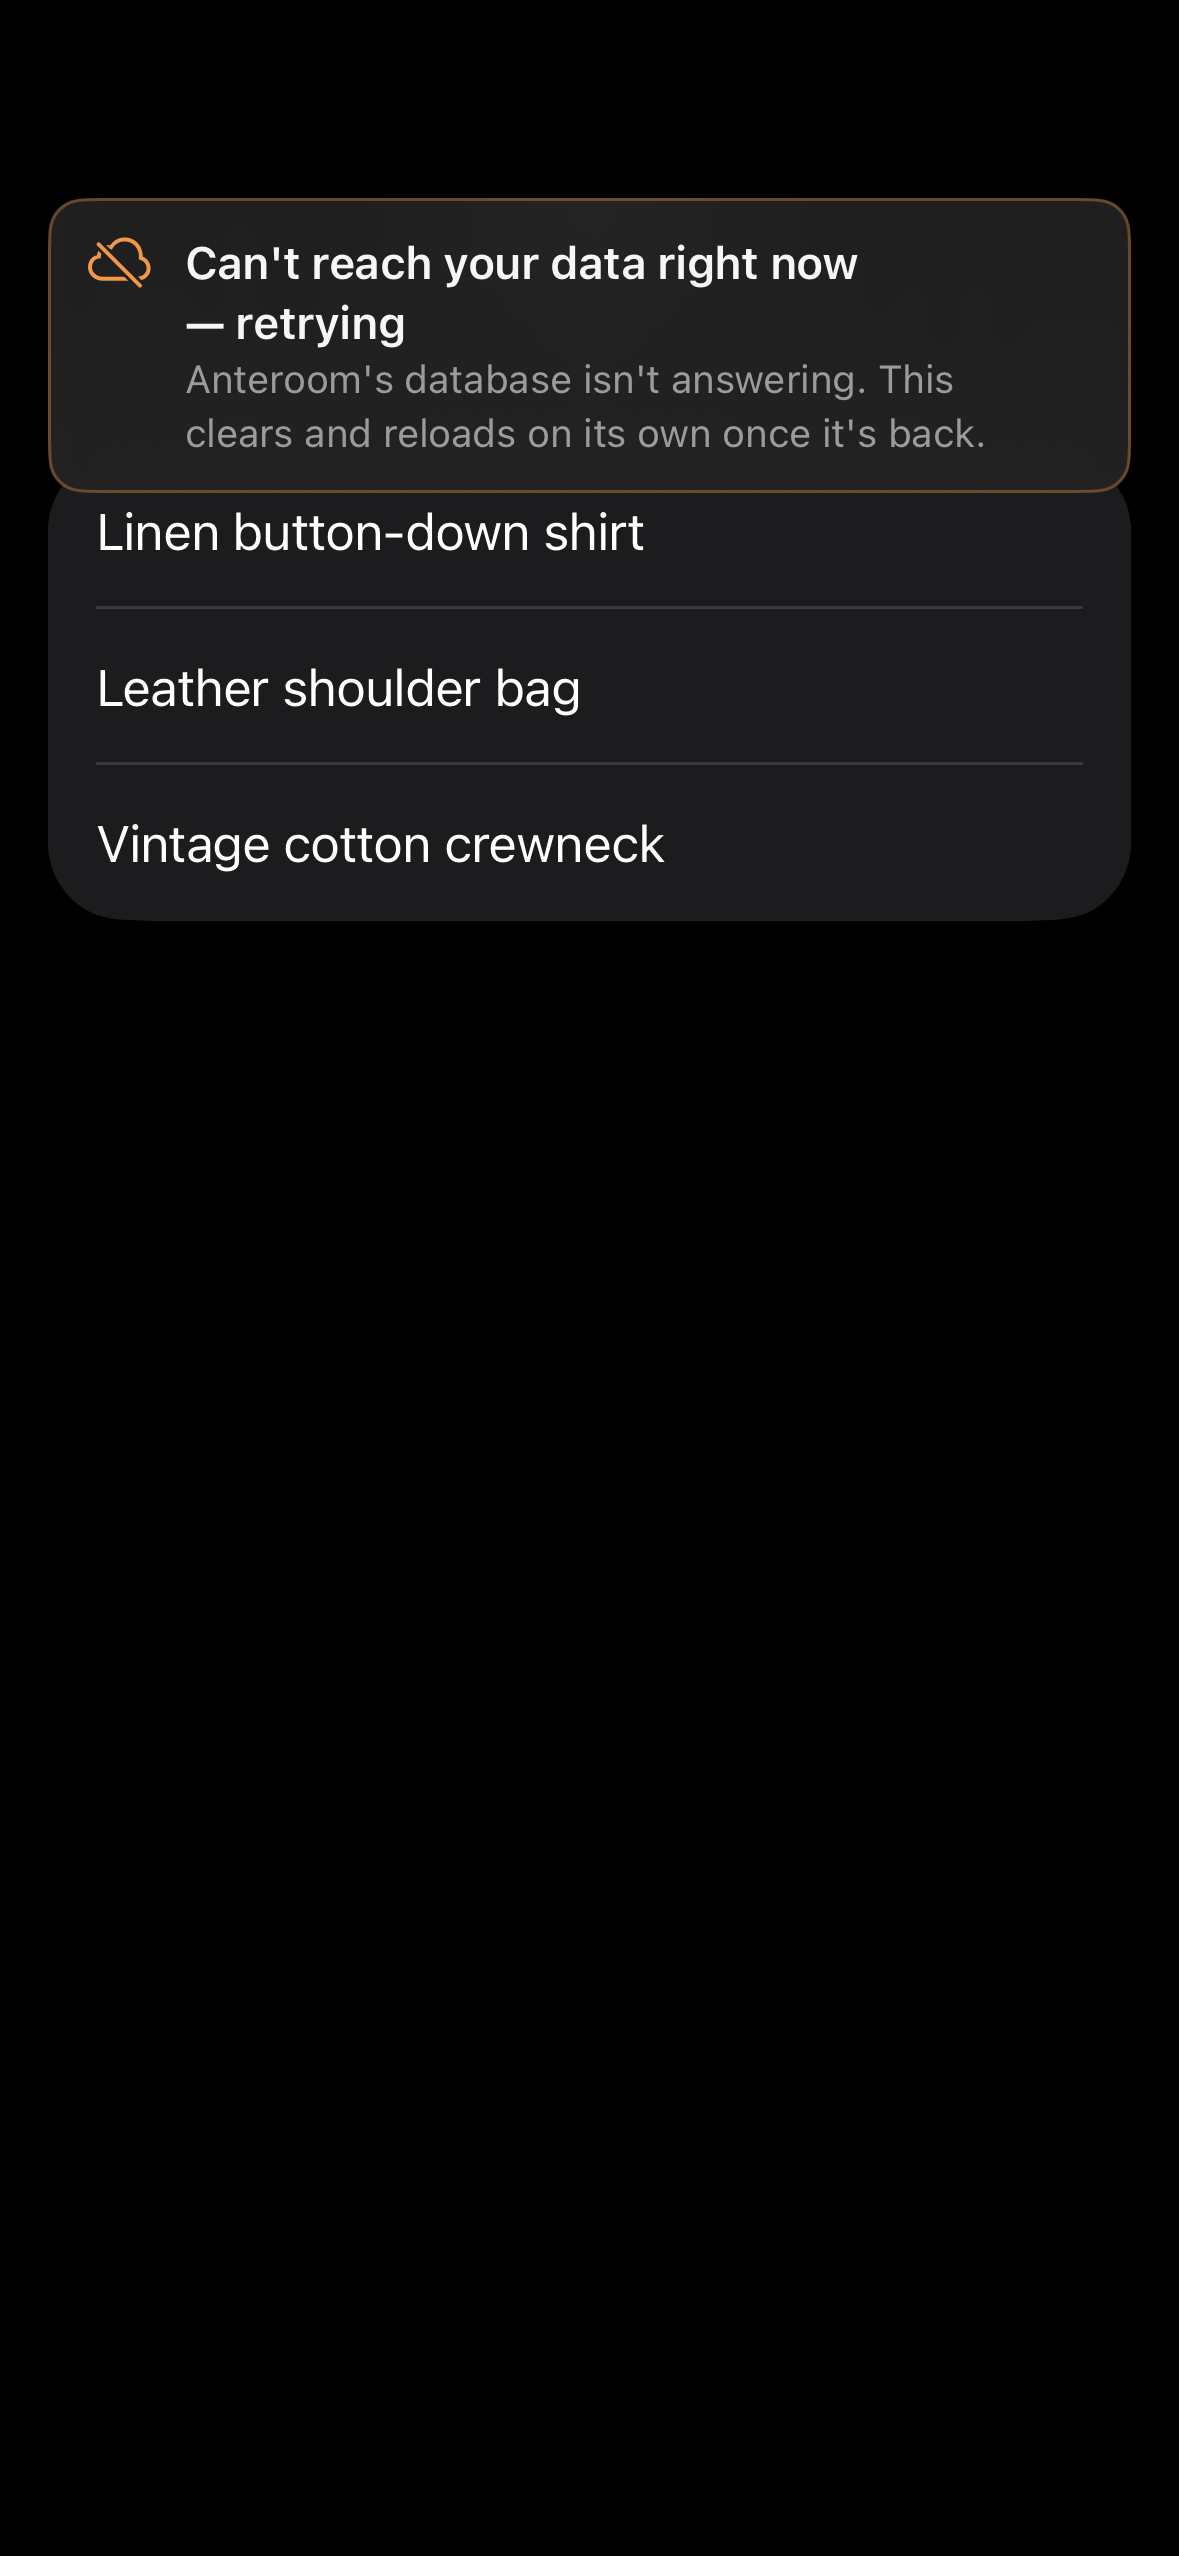 Can't reach your data right now
— retrying
Anteroom's database isn't answering. This
clears and reloads on its own once it's back.
Linen button-down shirt
Leather shoulder bag
Vintage cotton crewneck